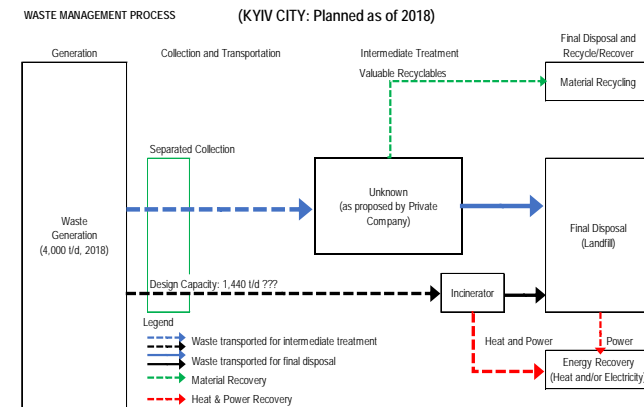 WASTE MANAGEMENT PROCESS
(KYIV CITY: Planned as of 2018)
Generation
Collection and Transportation
Intermediate Treatment
Final Disposal and
Recycle/Recover
Valuable Recyclables
Material Recycling
Separated Collection
Unknown
(as proposed by Private
Company)
Waste
Generation
(4,000 t/d, 2018)
Final Disposal
(Landfill)
Design Capacity: 1,440 t/d ???
Incinerator
Legend
Waste transported for intermediate treatment
Waste transported for final disposal
Material Recovery
Heat & Power Recovery
Heat and Power
Power
Energy Recovery
(Heat and/or Electricity)